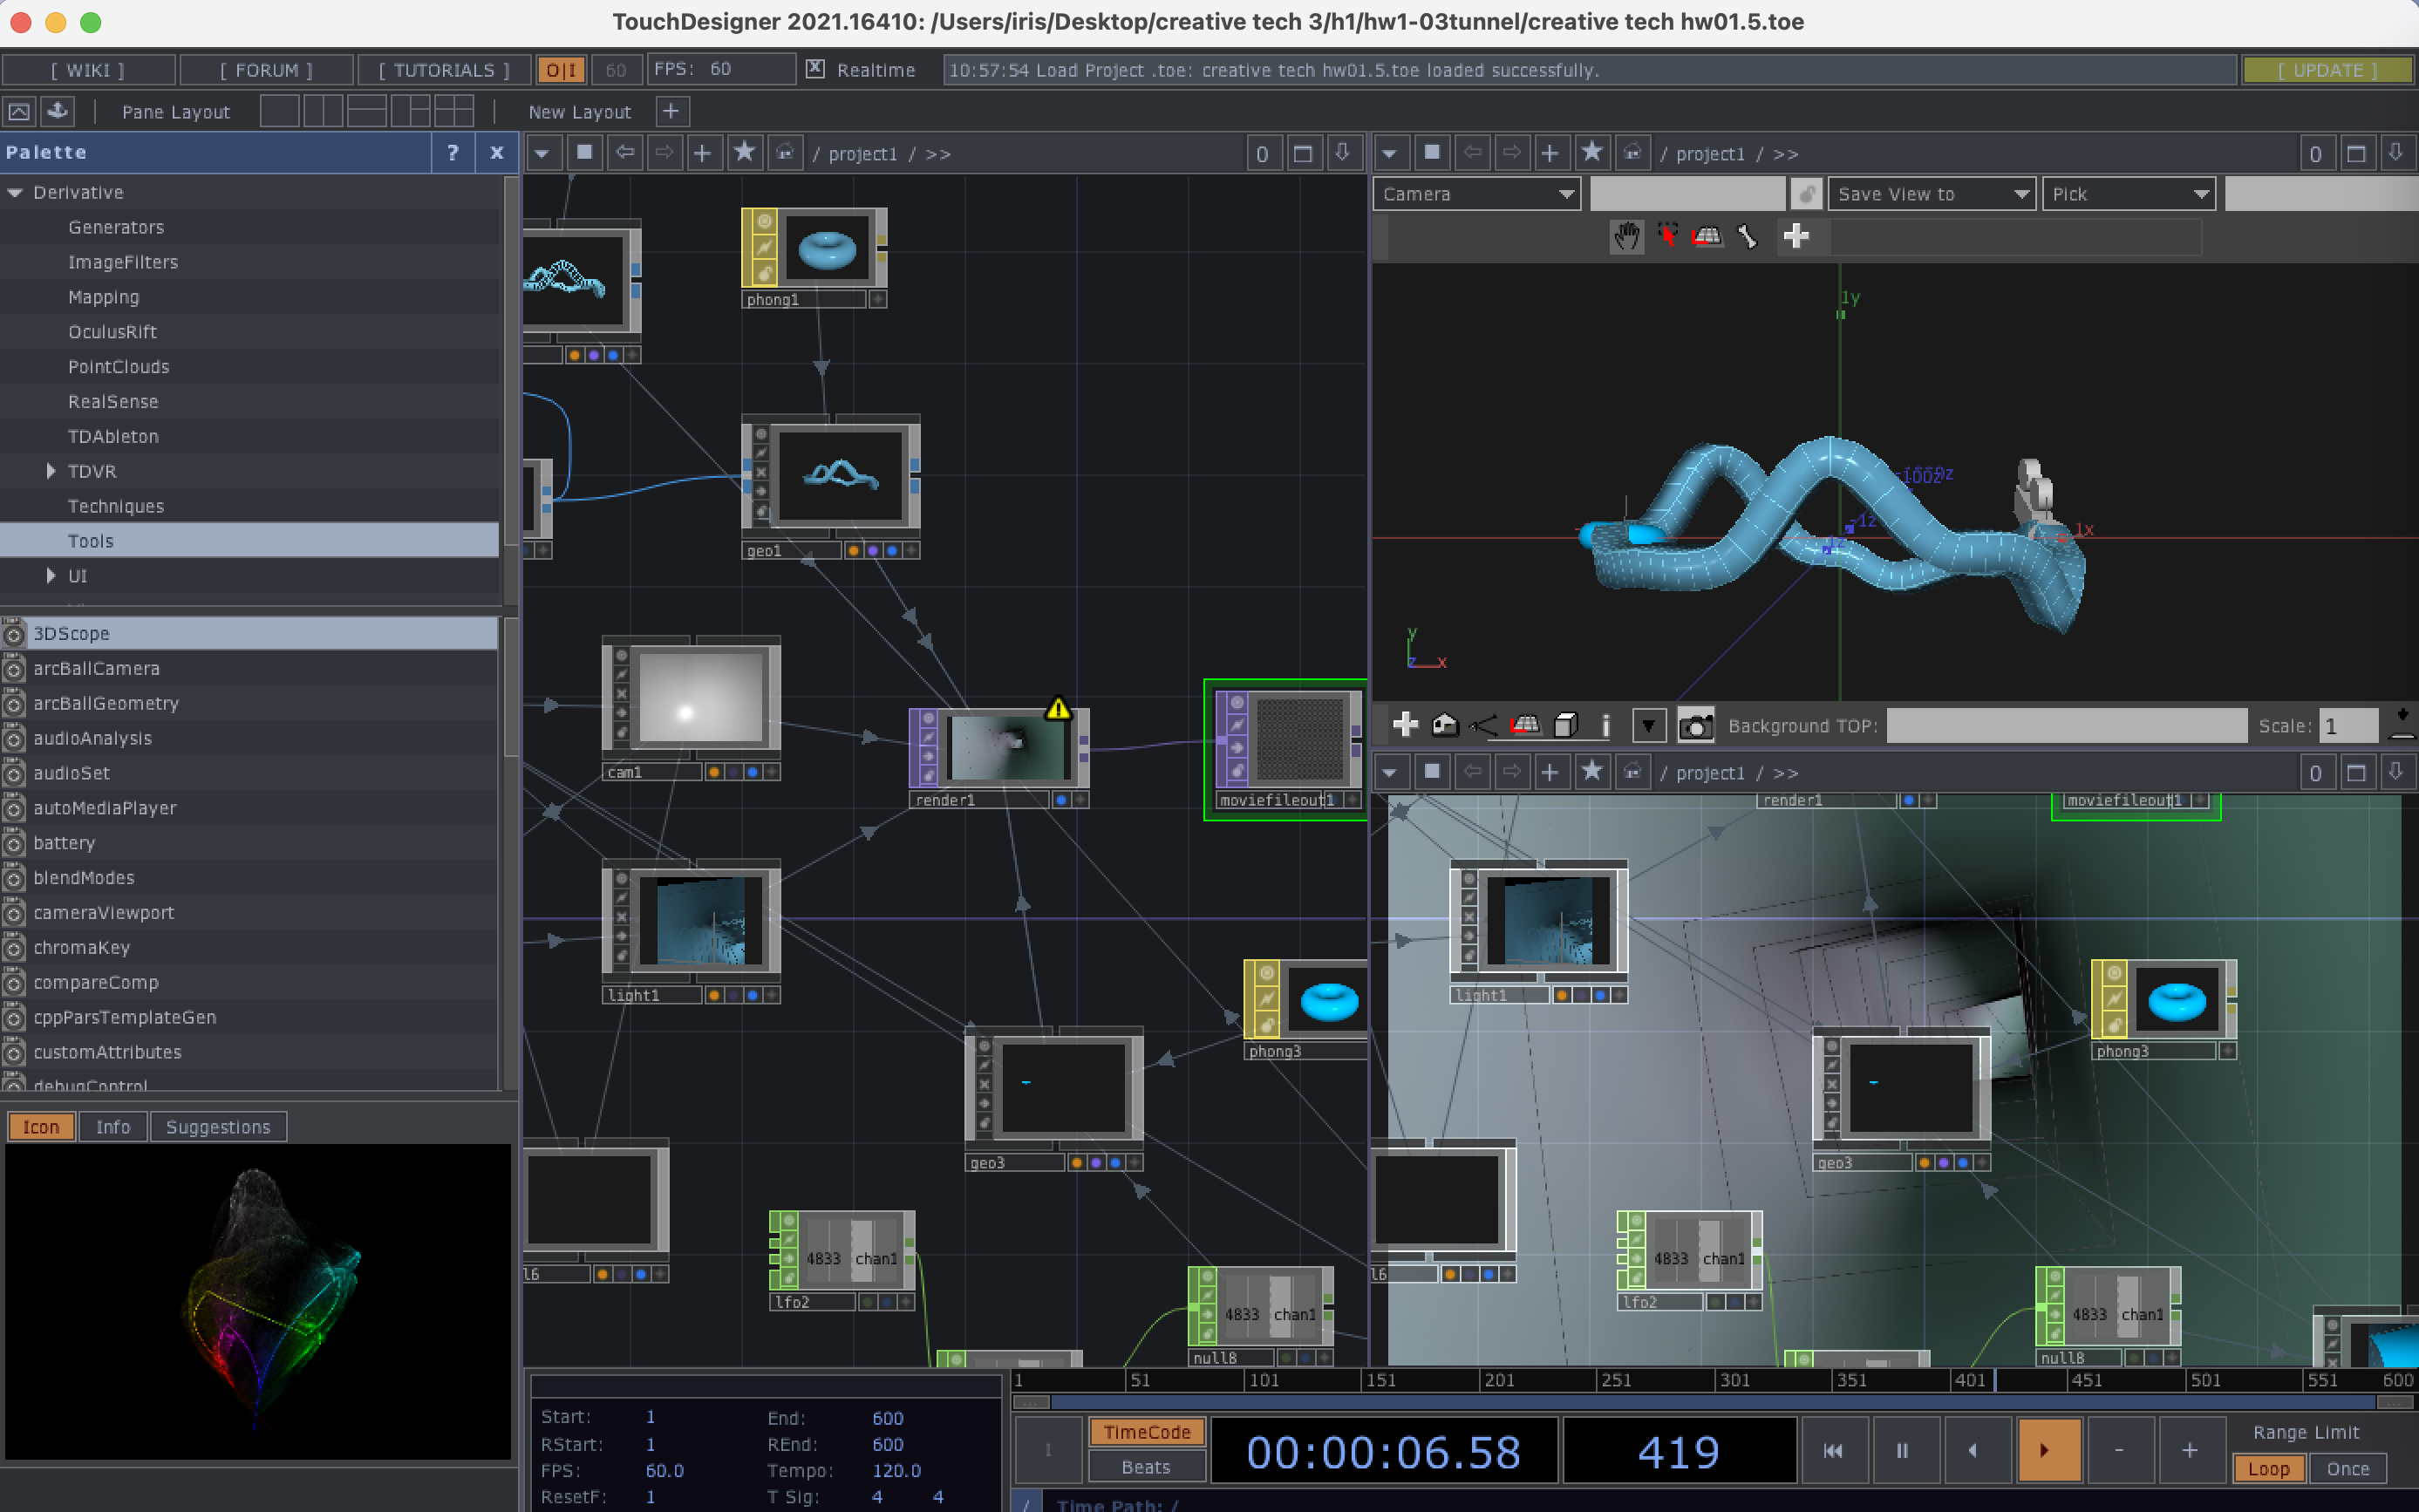 TouchDesigner 2021.16410: /Users/iris/Desktop/creative tech 3/h1/hw1-03tunnel/creative tech hw01.5.toe
[ WIKI ] [ FORUM ] [ TUTORIALS ] O|I 60 FPS: 60 Realtime 10:57:54 Load Project .toe: creative tech hw01.5.toe loaded successfully. [ UPDATE ]
Pane Layout New Layout +
Palette ? x
Derivative
Generators
ImageFilters
Mapping
OculusRift
PointClouds
RealSense
TDAbleton
TDVR
Techniques
Tools
UI
3DScope
arcBallCamera
arcBallGeometry
audioAnalysis
audioSet
autoMediaPlayer
battery
blendModes
cameraViewport
chromaKey
compareComp
cppParsTemplateGen
customAttributes
debugControl
Icon Info Suggestions
/ project1 / >> 0
phong1
geo1
cam1
render1
moviefileout1
light1
phong3
geo3
l6
4833 chan1
lfo2
4833 chan1
null8
/ project1 / >> 0
Camera Save View to Pick
1y
1x
-1z
1z
y
z x
Background TOP: Scale: 1
/ project1 / >> 0
render1
moviefileout1
light1
phong3
geo3
l6
4833 chan1
lfo2
4833 chan1
null8
1 51 101 151 201 251 301 351 401 451 501 551 600
Start: 1 End: 600
RStart: 1 REnd: 600
FPS: 60.0 Tempo: 120.0
ResetF: 1 T Sig: 4 4
I
TimeCode
Beats
00:00:06.58
419
- +
Range Limit
Loop Once
/ Time Path: /